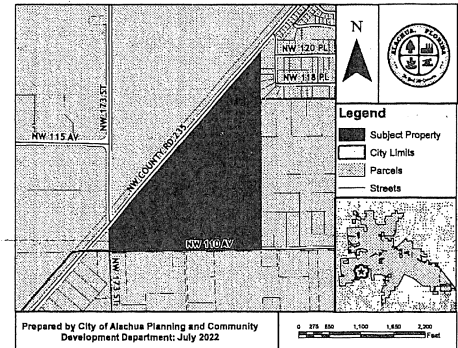 NW 120 PL
NW 118 PL
NW 173 ST
NW 115 AV
NW COUNTY RD 235
NW 110 AV
NW 173 ST
N
ALACHUA, FLORIDA
Legend
Subject Property
City Limits
Parcels
Streets
Prepared by City of Alachua Planning and Community
Development Department: July 2022
0 275 550 1,100 1,650 2,200
Feet